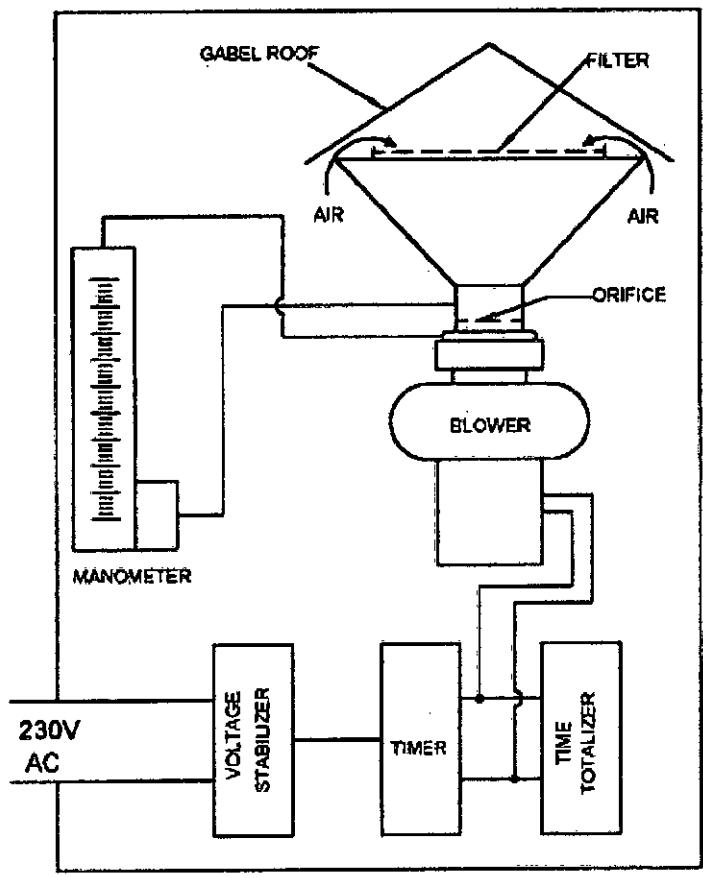 GABEL ROOF
FILTER
AIR
AIR
ORIFICE
BLOWER
MANOMETER
230V
AC
VOLTAGE
STABILIZER
TIMER
TIME
TOTALIZER